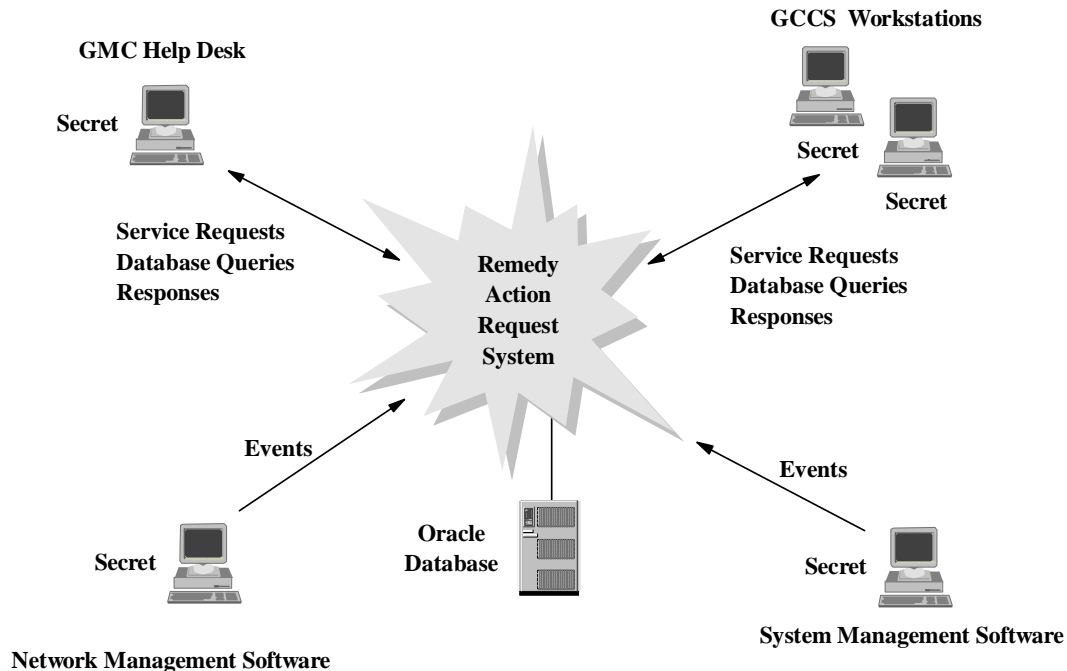 GCCS Workstations
GMC Help Desk
Secret
Secret
Secret
Service Requests
Database Queries
Responses
Remedy
Action
Request
System
Service Requests
Database Queries
Responses
Events
Events
Secret
Oracle
Database
Secret
System Management Software
Network Management Software